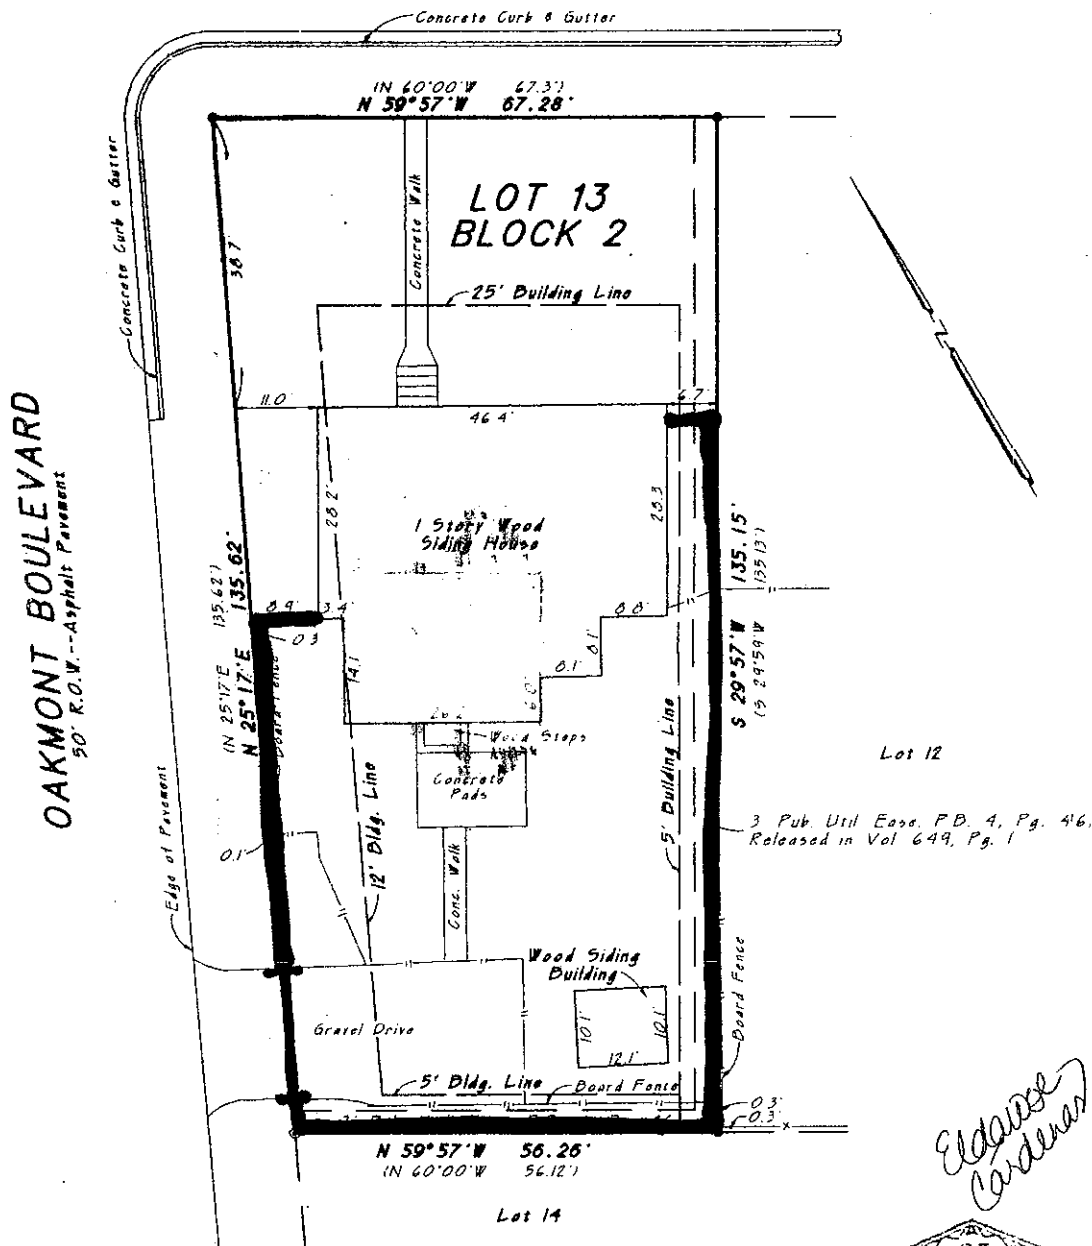 Concrete Curb & Gutter
(N 60°00'W 67.3')
N 59°57'W 67.28'
Concrete Curb & Gutter
38.7'
Concrete Walk
LOT 13
BLOCK 2
25' Building Line
11.0'
46.4'
6.7'
N
28.2'
28.3
1 Story Wood
Siding House
OAKMONT BOULEVARD
50' R.O.W.--Asphalt Pavement
(N 25°17'E 135.62')
N 25°17'E 135.62'
S 29°57'W 135.15'
(S 29°59'W 135.13')
8.9'
3.4'
0.3
8.8'
8.1'
8.1'
14.1'
6.0'
Board Fence
Wood Steps
Concrete
Pads
5' Building Line
Lot 12
12' Bldg. Line
3' Pub. Util Ease, P.B. 4, Pg. 46,
Released in Vol 649, Pg. 1
0.1'
Edge of Pavement
Conc. Walk
Wood Siding
Building
Board Fence
10.1'
10.1'
12.1'
Gravel Drive
5' Bldg. Line
Board Fence
0.3'
0.3'
N 59°57'W 56.26'
(N 60°00'W 56.12')
Cardenas
Lot 14